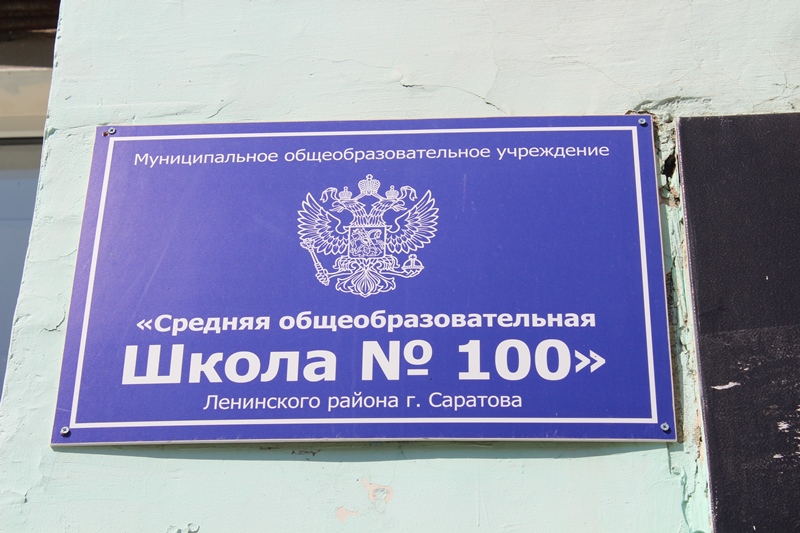 Муниципальное общеобразовательное учреждение
«Средняя общеобразовательная
Школа № 100»
Ленинского района г. Саратова